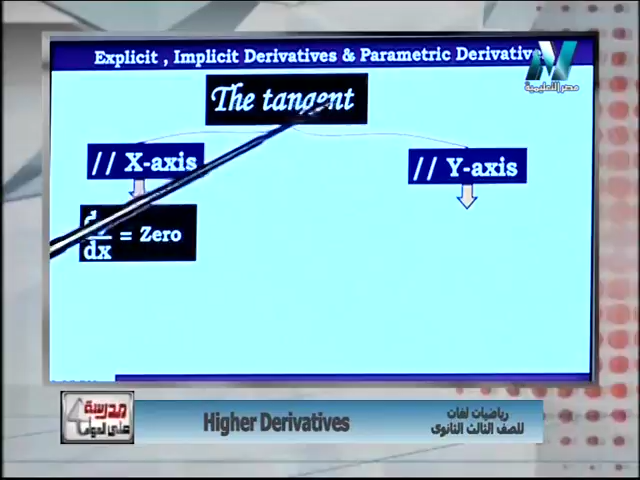 Explicit , Implicit Derivatives & Parametric Derivative
مصر التعليمية
The tangent
// X-axis
// Y-axis
dy
dx = Zero
مدرسة
على الهواء
Higher Derivatives
رياضيات لغات
للصف الثالث الثانوى